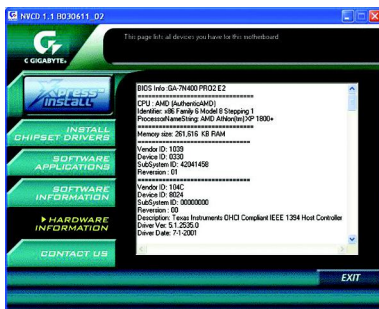 NVCD 1.1 B030611_02
This page lists all devices you have for this motherboard.
G
GIGABYTE
Xpress
INSTALL
INSTALL
CHIPSET DRIVERS
SOFTWARE
APPLICATIONS
SOFTWARE
INFORMATION
HARDWARE
INFORMATION
CONTACT US
BIOS Info :GA-7N400 PRO2 E2
================================
CPU : AMD (AuthenticAMD)
Identifier: x86 Family 6 Model 8 Stepping 1
ProcessorNameString: AMD Athlon(tm) XP 1800+
================================
Memory size: 261,616 KB RAM
================================
Vendor ID: 1039
Device ID: 0330
SubSystem ID: 42041458
Reversion : 01
================================
Vendor ID: 104C
Device ID: 8024
SubSystem ID: 00000000
Reversion : 00
Description: Texas Instruments OHCI Compliant IEEE 1394 Host Controller
Driver Ver: 5.1.2535.0
Driver Date: 7-1-2001
EXIT